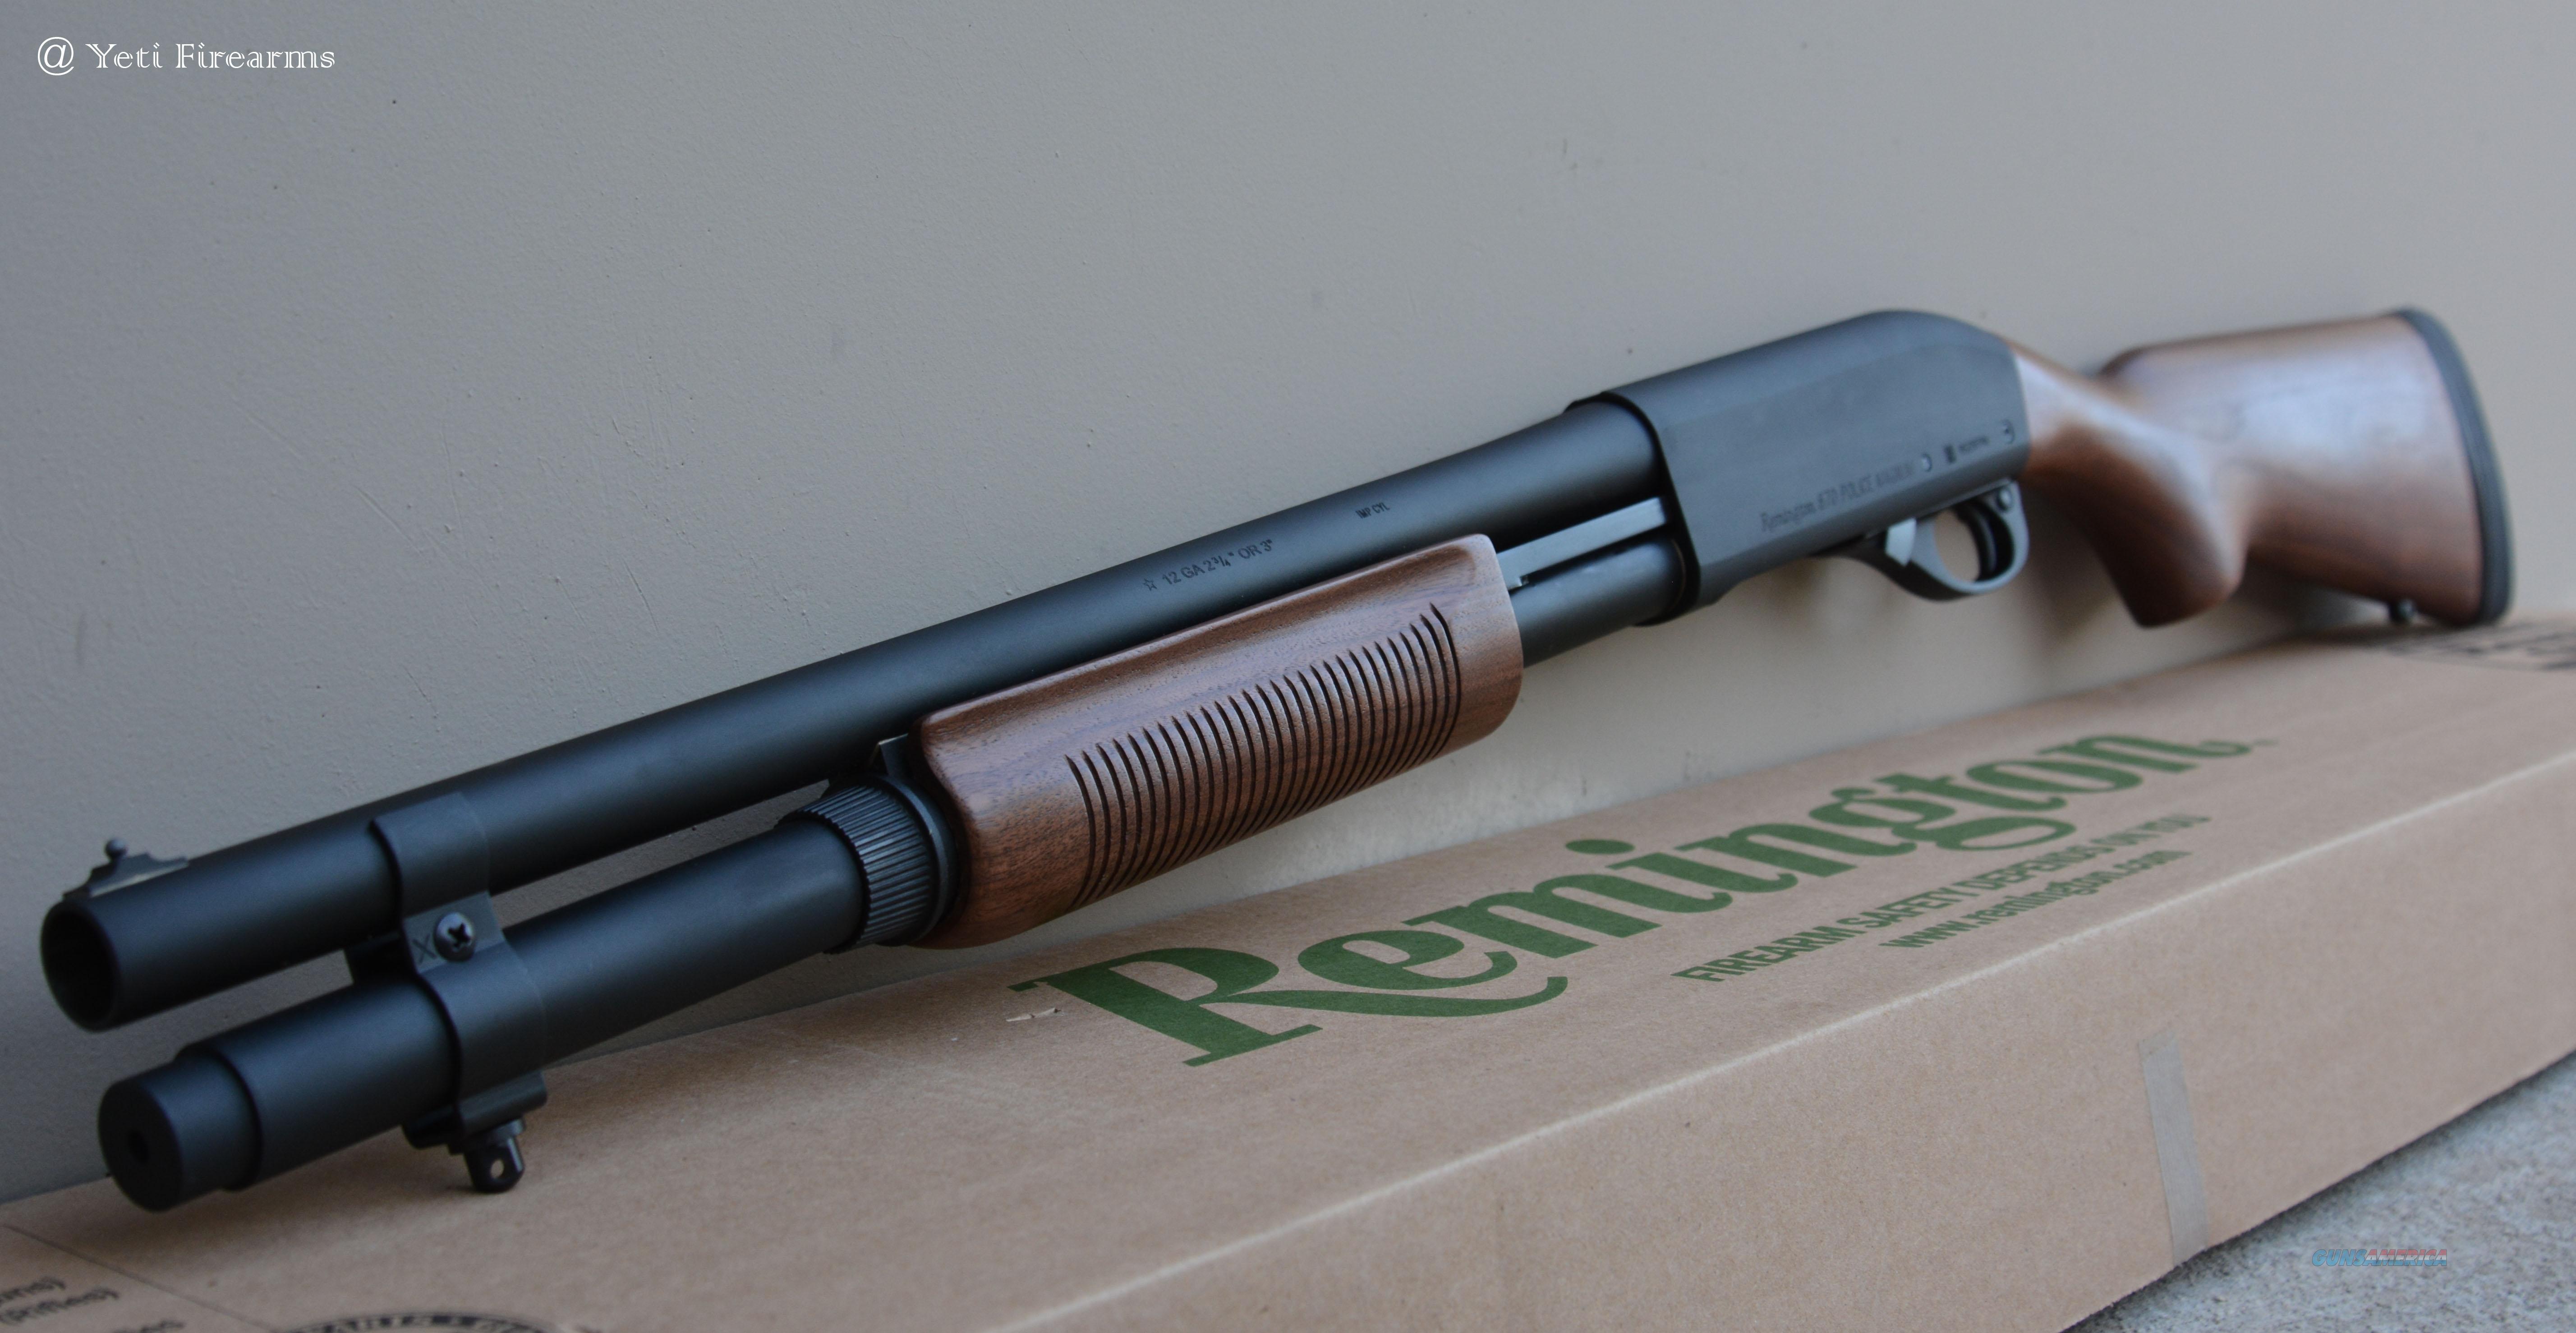 @ Yeti Firearms
IMP CYL
☆ 12 GA 2¾" OR 3"
Remington 870 POLICE MAGNUM
X
Remington
FIREARM SAFETY DEPENDS ON YOU
www.remington.com
GUNSAMERICA
(Rifles)